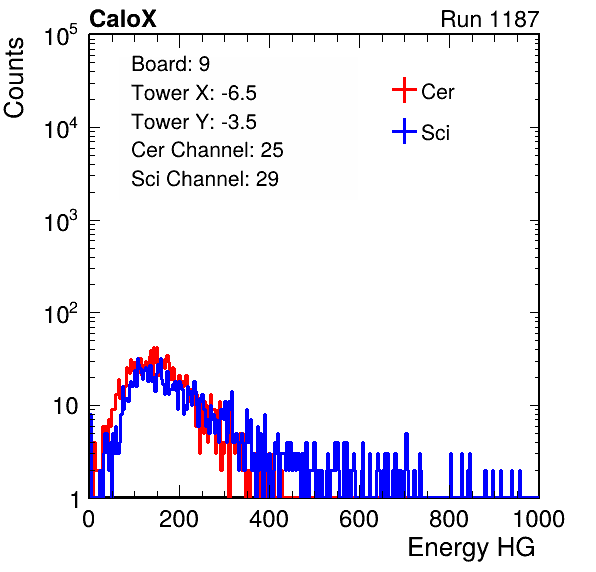 CaloX Run 1187
Counts
10^5
10^4
10^3
10^2
10
1
Board: 9
Tower X: -6.5
Tower Y: -3.5
Cer Channel: 25
Sci Channel: 29
Cer
Sci
0 200 400 600 800 1000
Energy HG